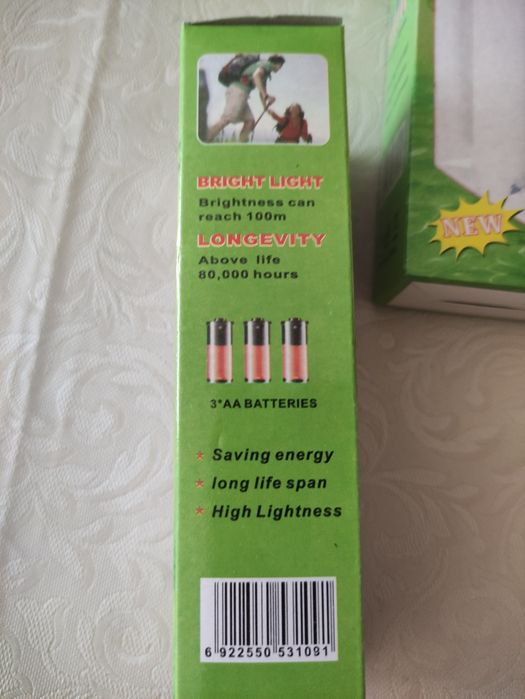 BRIGHT LIGHT
Brightness can
reach 100m
LONGEVITY
Above life
80,000 hours
3*AA BATTERIES
* Saving energy
* long life span
* High Lightness
6 922550 531091
NEW